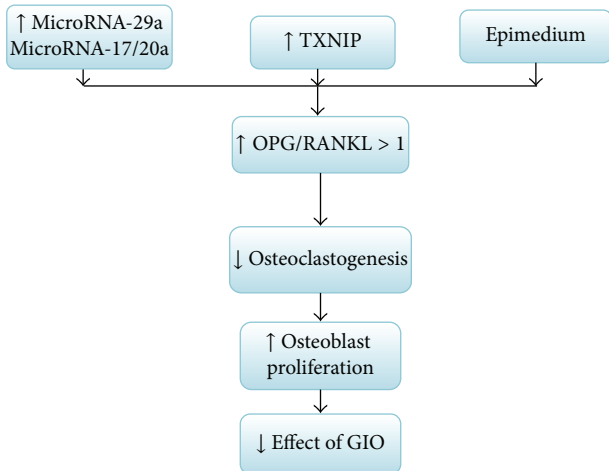 ↑ MicroRNA-29a
MicroRNA-17/20a
↑ TXNIP
Epimedium
↑ OPG/RANKL > 1
↓ Osteoclastogenesis
↑ Osteoblast
proliferation
↓ Effect of GIO